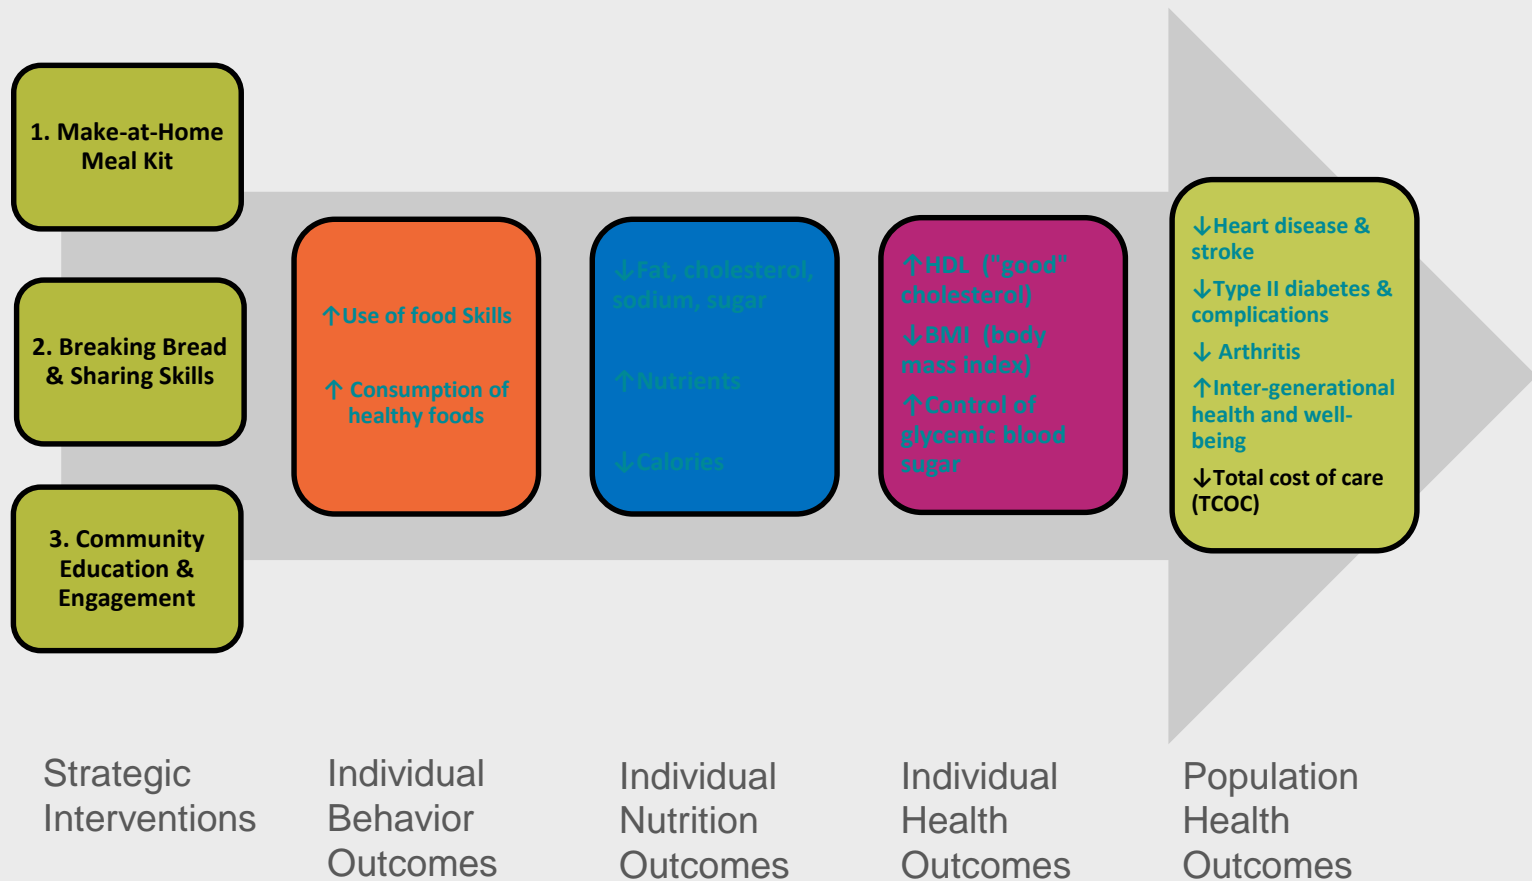 1. Make-at-Home
Meal Kit
2. Breaking Bread
& Sharing Skills
3. Community
Education &
Engagement
↑Use of food Skills
↑ Consumption of
healthy foods
↓Fat, cholesterol,
sodium, sugar
↑Nutrients
↓Calories
↑HDL ("good"
cholesterol)
↓BMI (body
mass index)
↑Control of
glycemic blood
sugar
↓Heart disease &
stroke
↓Type II diabetes &
complications
↓ Arthritis
↑Inter-generational
health and well-
being
↓Total cost of care
(TCOC)
Strategic
Interventions
Individual
Behavior
Outcomes
Individual
Nutrition
Outcomes
Individual
Health
Outcomes
Population
Health
Outcomes